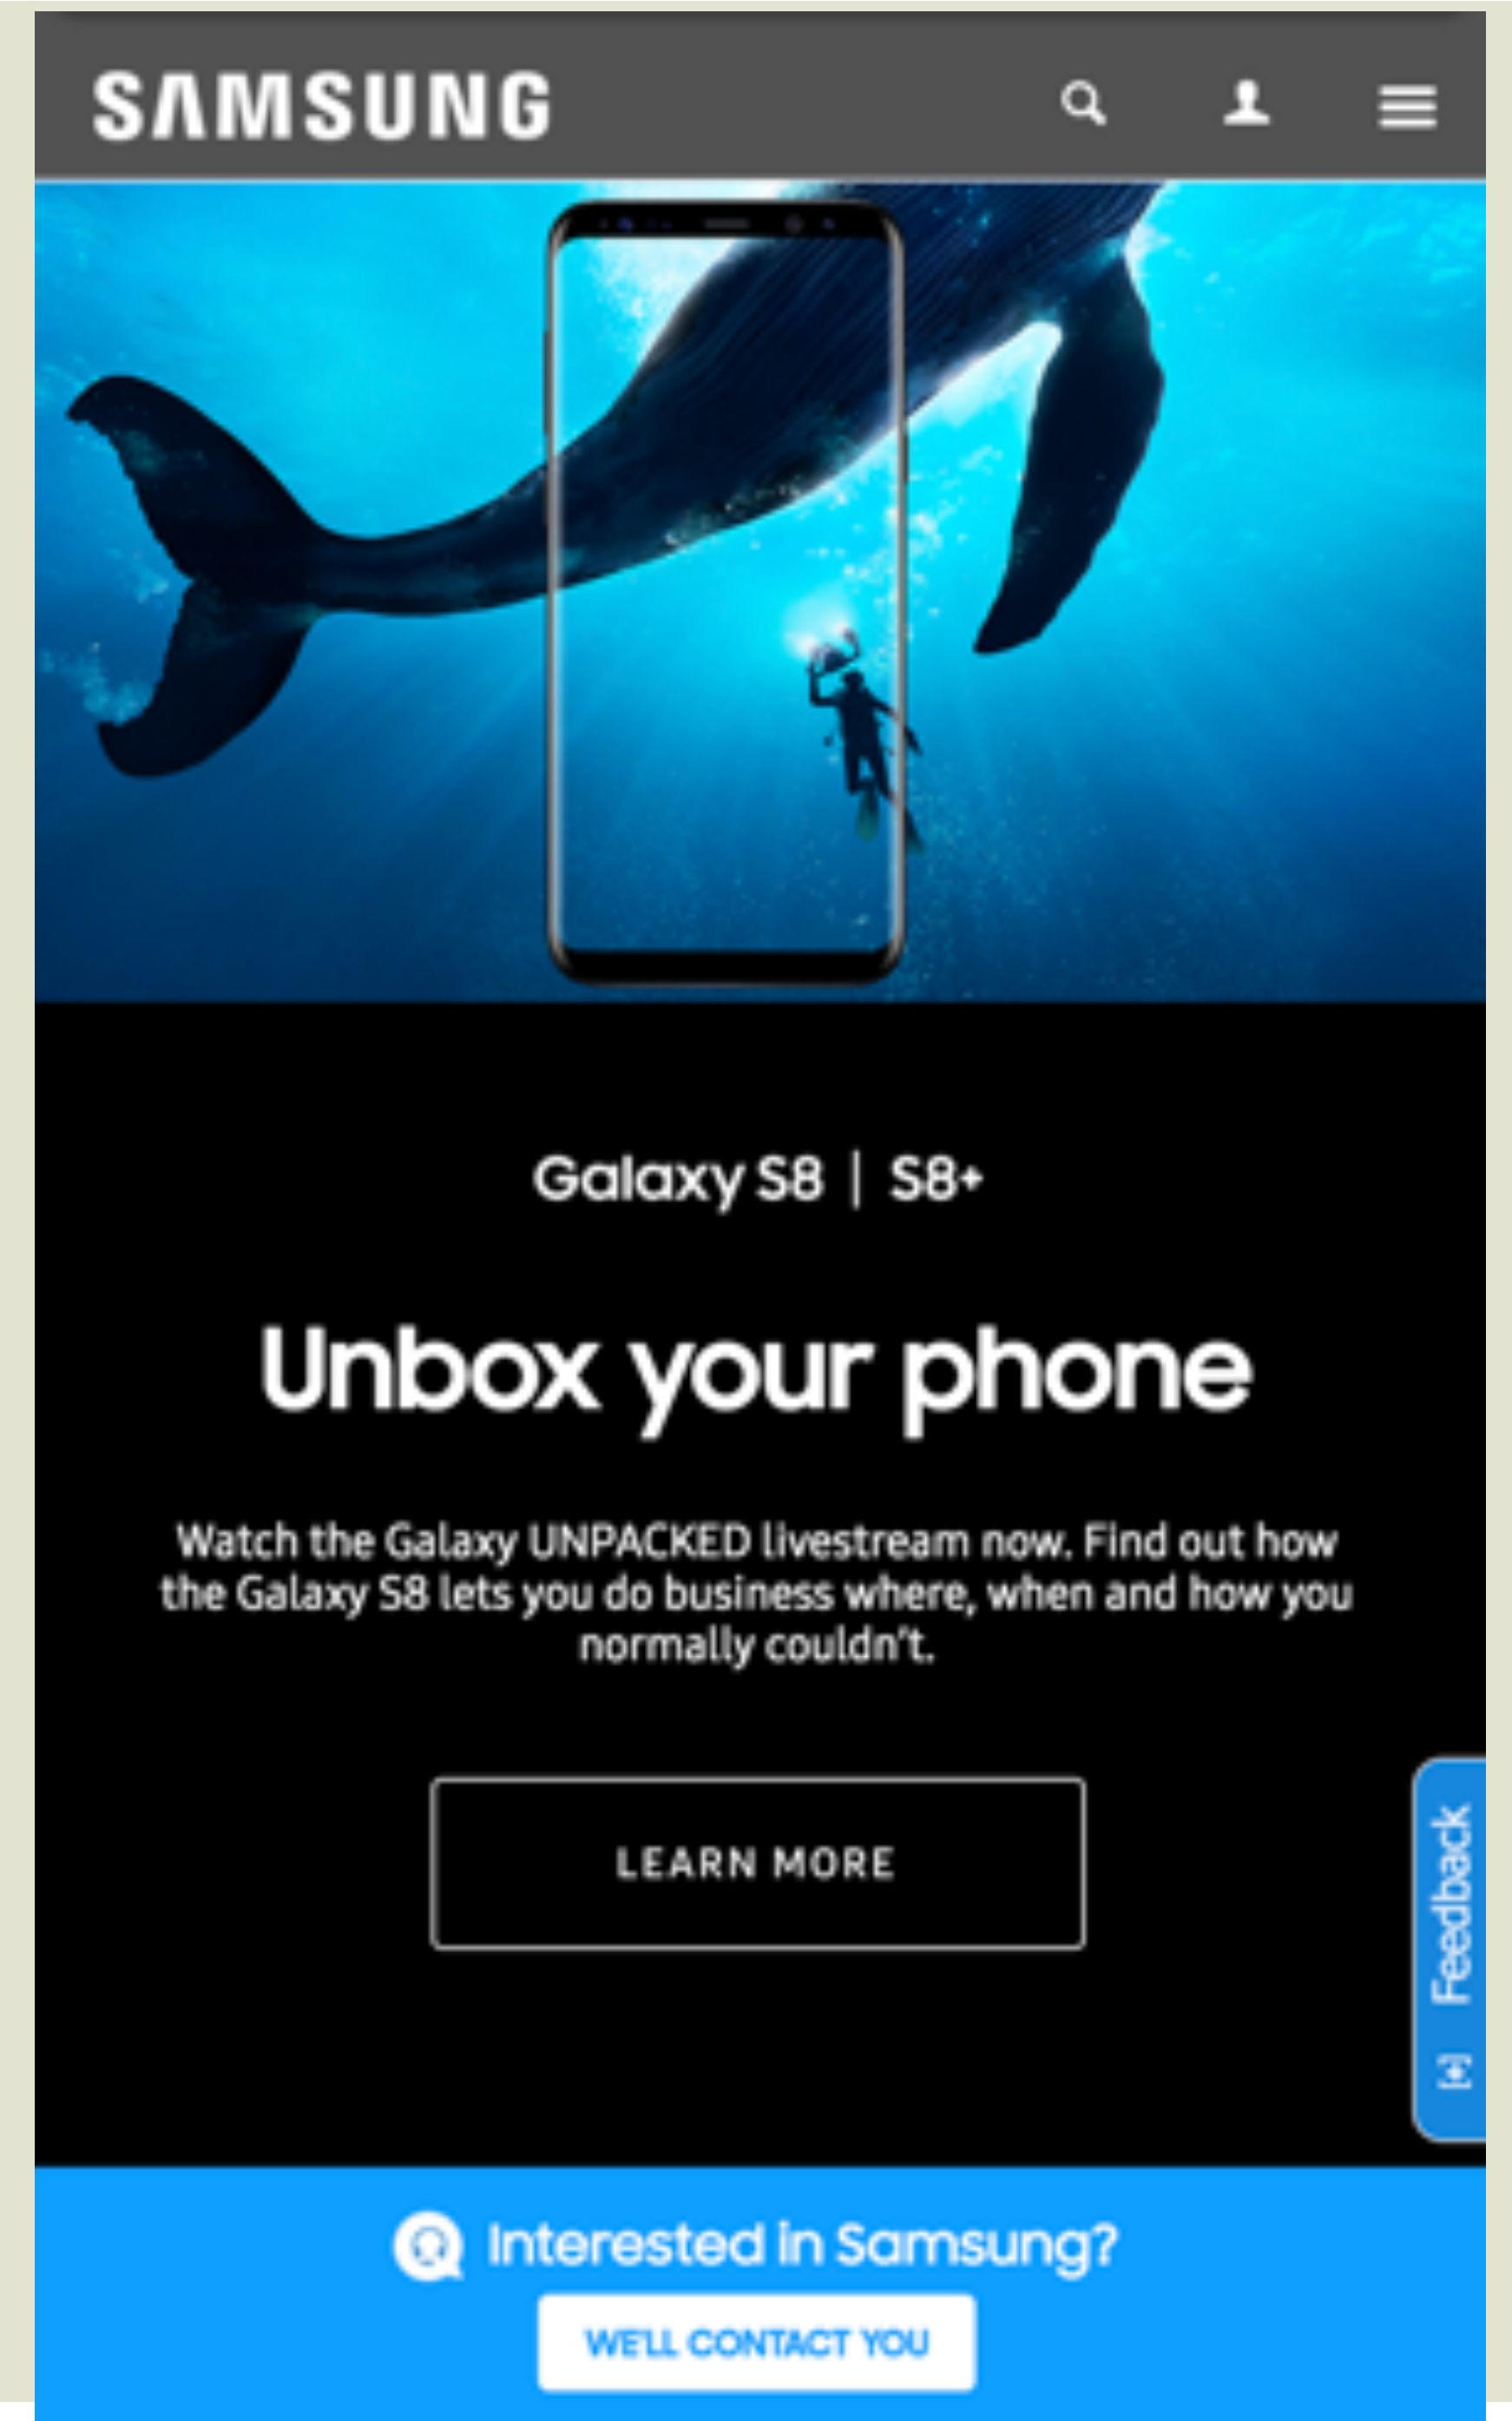 SAMSUNG
Galaxy S8 | S8+
Unbox your phone
Watch the Galaxy UNPACKED livestream now. Find out how
the Galaxy S8 lets you do business where, when and how you
normally couldn't.
LEARN MORE
Feedback
[+]
Interested in Samsung?
WE'LL CONTACT YOU